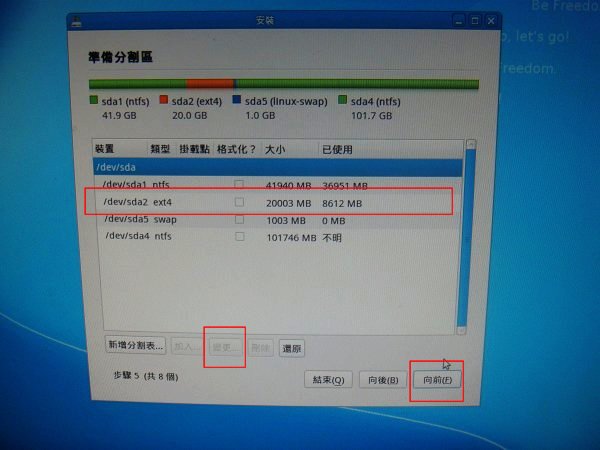 Be Freedo
安裝
o, let's go!
準備分割區
Freedom.
sda1 (ntfs) sda2 (ext4) sda5 (linux-swap) sda4 (ntfs)
41.9 GB 20.0 GB 1.0 GB 101.7 GB
裝置 類型 掛載點 格式化？ 大小 已使用
/dev/sda
/dev/sda1 ntfs 41940 MB 36951 MB
/dev/sda2 ext4 20003 MB 8612 MB
/dev/sda5 swap 1003 MB 0 MB
/dev/sda4 ntfs 101746 MB 不明
新增分割表... 加入... 變更... 刪除 還原
步驟 5 (共 8 個)
結束(Q) 向後(B) 向前(F)